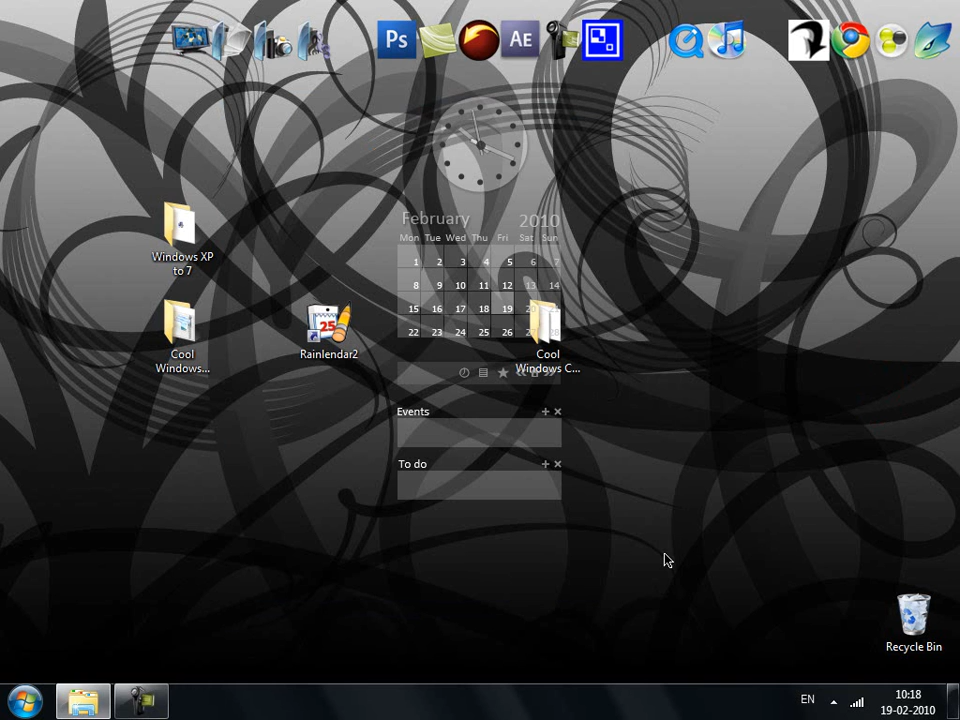 Ps
AE
February 2010
Mon Tue Wed Thu Fri Sat Sun
1 2 3 4 5 6 7
8 9 10 11 12 13 14
15 16 17 18 19
22 23 24 25 26 28
Windows XP
to 7
Cool
Windows...
25
Rainlendar2
Cool
Windows C...
Events
To do
Recycle Bin
EN
10:18
19-02-2010